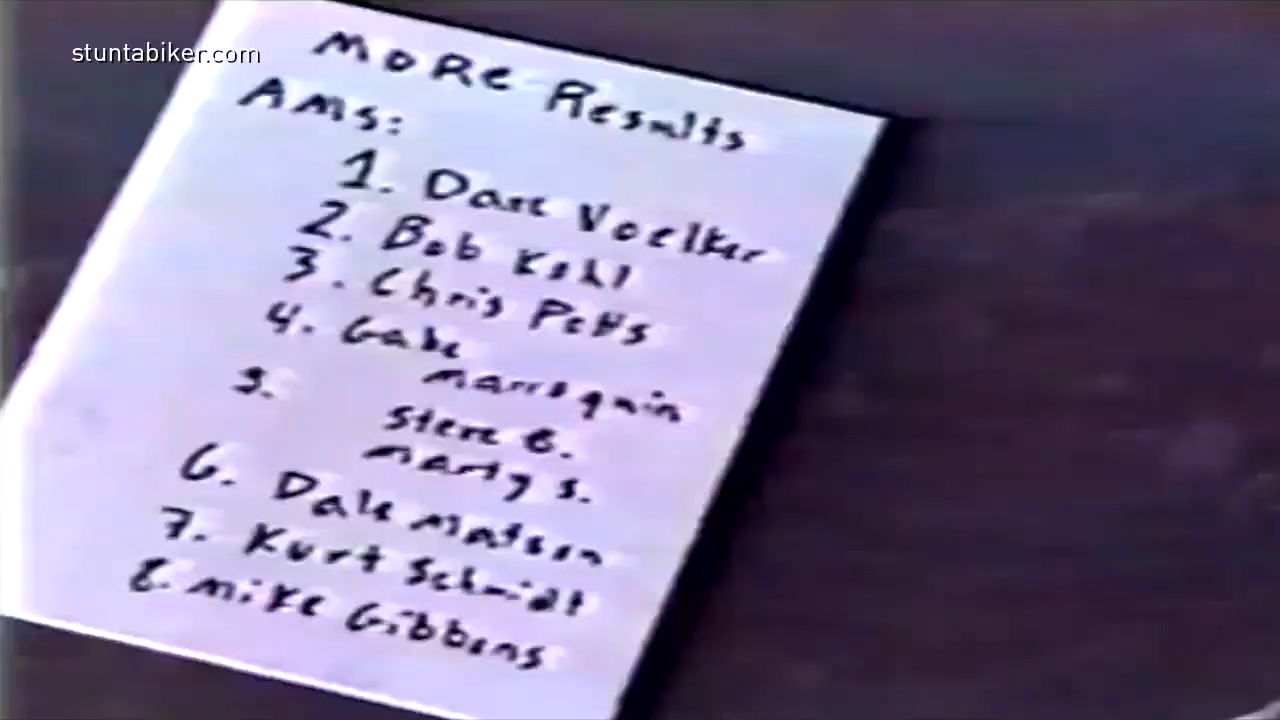 stuntabiker.com
MORE Results
Ams:
1. Dave Voelker
2. Bob Kohl
3. Chris Potts
4. Gabe
marroquin
5. Steve B.
marty s.
6. Dale Matson
7. Kurt Schmidt
8. mike Gibbons